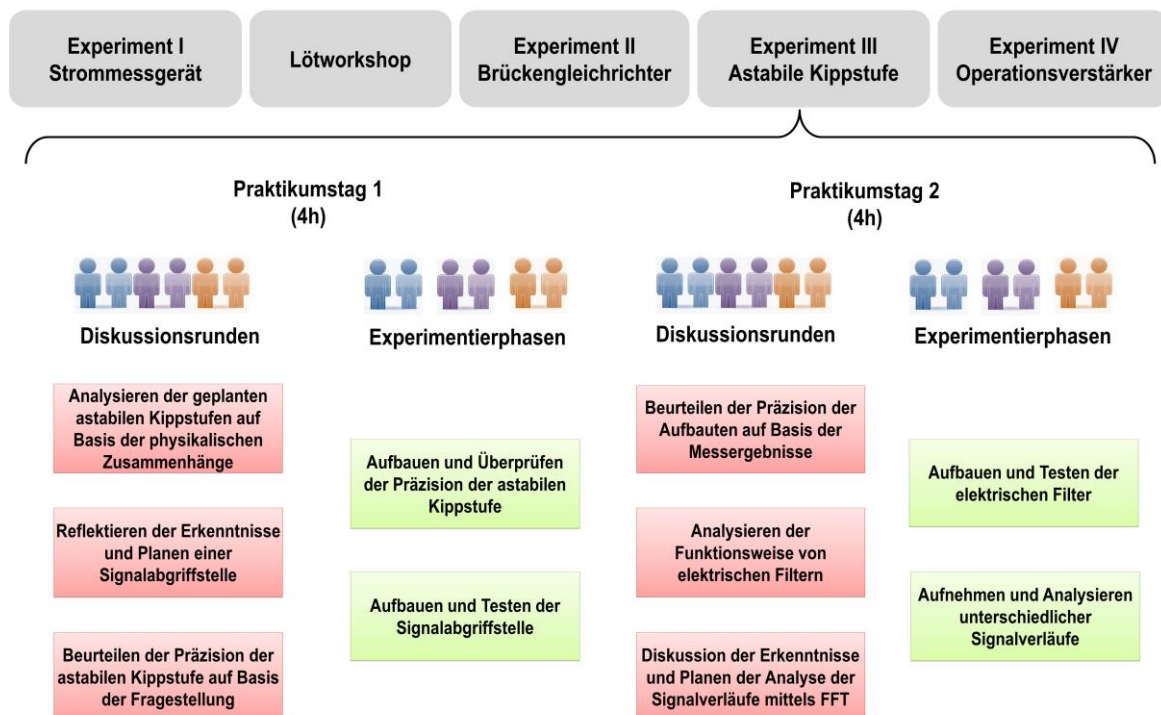 Experiment I
Strommessgerät
Lötworkshop
Experiment II
Brückengleichrichter
Experiment III
Astabile Kippstufe
Experiment IV
Operationsverstärker
Praktikumstag 1
(4h)
Praktikumstag 2
(4h)
Diskussionsrunden
Experimentierphasen
Diskussionsrunden
Experimentierphasen
Analysieren der geplanten
astabilen Kippstufen auf
Basis der physikalischen
Zusammenhänge
Reflektieren der Erkenntnisse
und Planen einer
Signalabgriffstelle
Beurteilen der Präzision der
astabilen Kippstufe auf Basis
der Fragestellung
Aufbauen und Überprüfen
der Präzision der astabilen
Kippstufe
Aufbauen und Testen der
Signalabgriffstelle
Beurteilen der Präzision der
Aufbauten auf Basis der
Messergebnisse
Analysieren der
Funktionsweise von
elektrischen Filtern
Diskussion der Erkenntnisse
und Planen der Analyse der
Signalverläufe mittels FFT
Aufbauen und Testen der
elektrischen Filter
Aufnehmen und Analysieren
unterschiedlicher
Signalverläufe